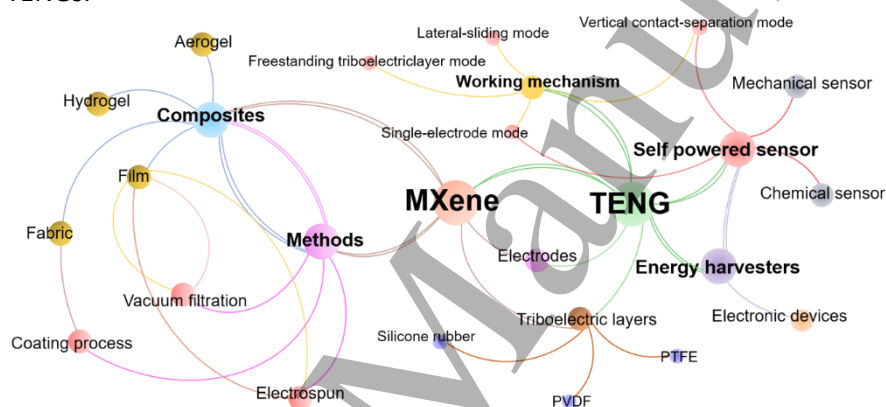 TENGs.
Aerogel
Lateral-sliding mode
Vertical contact-separation mode
Freestanding triboelectriclayer mode
Working mechanism
Mechanical sensor
Hydrogel
Composites
Single-electrode mode
Self powered sensor
Film
MXene
TENG
Chemical sensor
Fabric
Methods
Electrodes
Energy harvesters
Vacuum filtration
Triboelectric layers
Electronic devices
Silicone rubber
Coating process
PTFE
Electrospun
PVDF
Manu